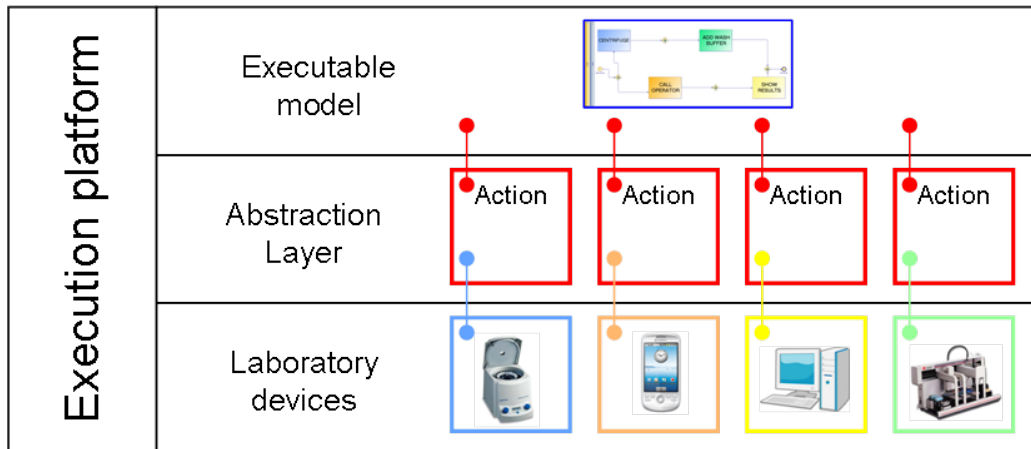 Execution platform
Executable
model
CENTRIFUGE
ADD WASH
BUFFER
CALL
OPERATOR
SHOW
RESULTS
Abstraction
Layer
Action
Action
Action
Action
Laboratory
devices